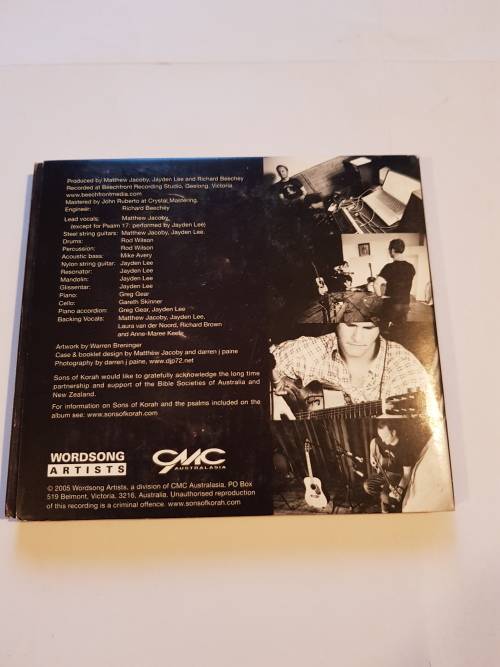 Produced by Matthew Jacoby, Jayden Lee and Richard Beechey
Recorded at Beechfront Recording Studio, Geelong, Victoria
www.beechfrontmedia.com
Mastered by John Ruberto at Crystal Mastering,
Engineer: Richard Beechey
Lead vocals: Matthew Jacoby,
(except for Psalm 17: performed by Jayden Lee)
Steel string guitars: Matthew Jacoby, Jayden Lee.
Drums: Rod Wilson
Percussion: Rod Wilson
Acoustic bass: Mike Avery
Nylon string guitar: Jayden Lee
Resonator: Jayden Lee
Mandolin: Jayden Lee
Glissentar: Jayden Lee
Piano: Greg Gear
Cello: Gareth Skinner
Piano accordion: Greg Gear, Jayden Lee
Backing Vocals: Matthew Jacoby, Jayden Lee,
Laura van der Noord, Richard Brown
and Anne-Maree Keefe
Artwork by Warren Breninger
Case & booklet design by Matthew Jacoby and darren j paine
Photography by darren j paine, www.djp72.net
Sons of Korah would like to gratefully acknowledge the long time
partnership and support of the Bible Societies of Australia and
New Zealand.
For information on Sons of Korah and the psalms included on the
album see: www.sonsofkorah.com
WORDSONG
ARTISTS
CMC
AUSTRALASIA
© 2005 Wordsong Artists, a division of CMC Australasia, PO Box
519 Belmont, Victoria, 3216, Australia. Unauthorised reproduction
of this recording is a criminal offence. www.sonsofkorah.com